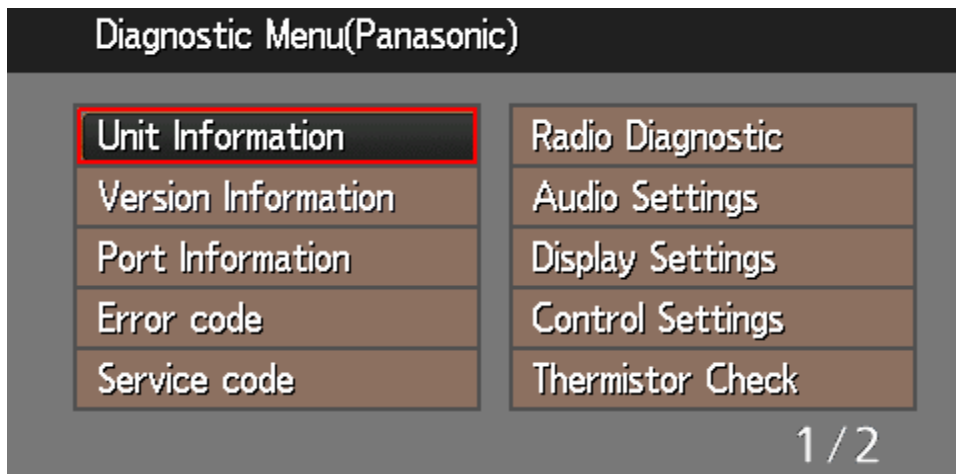 Diagnostic Menu(Panasonic)
Unit Information
Version Information
Port Information
Error code
Service code
Radio Diagnostic
Audio Settings
Display Settings
Control Settings
Thermistor Check
1/2